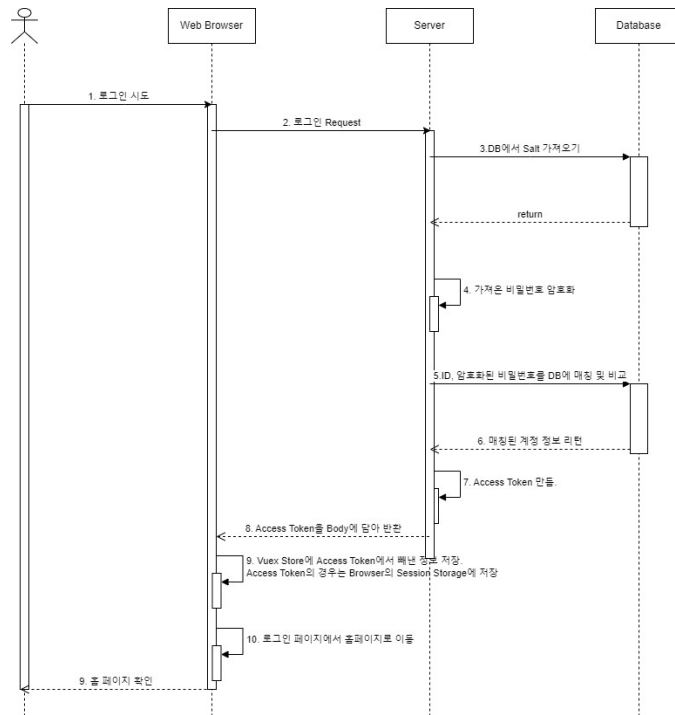 Web Browser
Server
Database
1. 로그인 시도
2. 로그인 Request
3.DB에서 Salt 가져오기
return
4. 가져온 비밀번호 암호화
5.ID, 암호화된 비밀번호를 DB에 매칭 및 비교
6. 매칭된 계정 정보 리턴
7. Access Token 만듦.
8. Access Token을 Body에 담아 반환
9. Vuex Store에 Access Token에서 빼낸 정보 저장.
Access Token의 경우는 Browser의 Session Storage에 저장
10. 로그인 페이지에서 홈페이지로 이동
9. 홈 페이지 확인